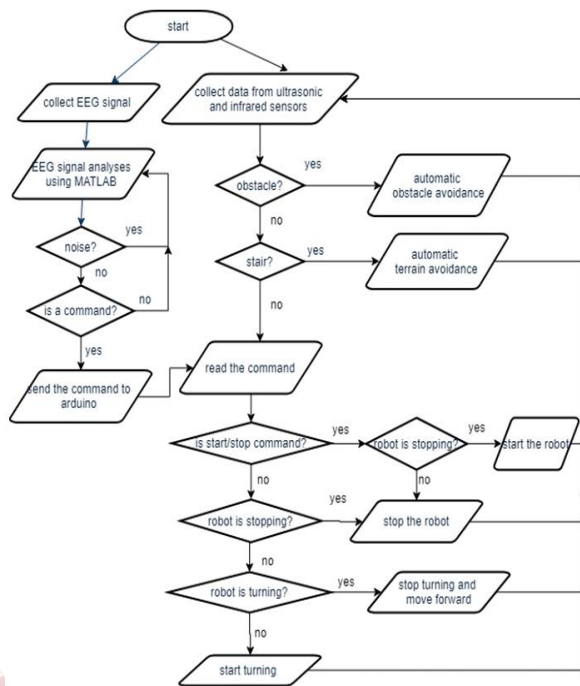 start
collect EEG signal
collect data from ultrasonic
and infrared sensors
EEG signal analyses
using MATLAB
obstacle?
yes
automatic
obstacle avoidance
no
noise?
yes
no
stair?
yes
automatic
terrain avoidance
no
is a command?
no
yes
send the command to
arduino
read the command
is start/stop command?
yes
robot is stopping?
yes
start the robot
no
no
robot is stopping?
yes
stop the robot
no
robot is turning?
yes
stop turning and
move forward
no
start turning